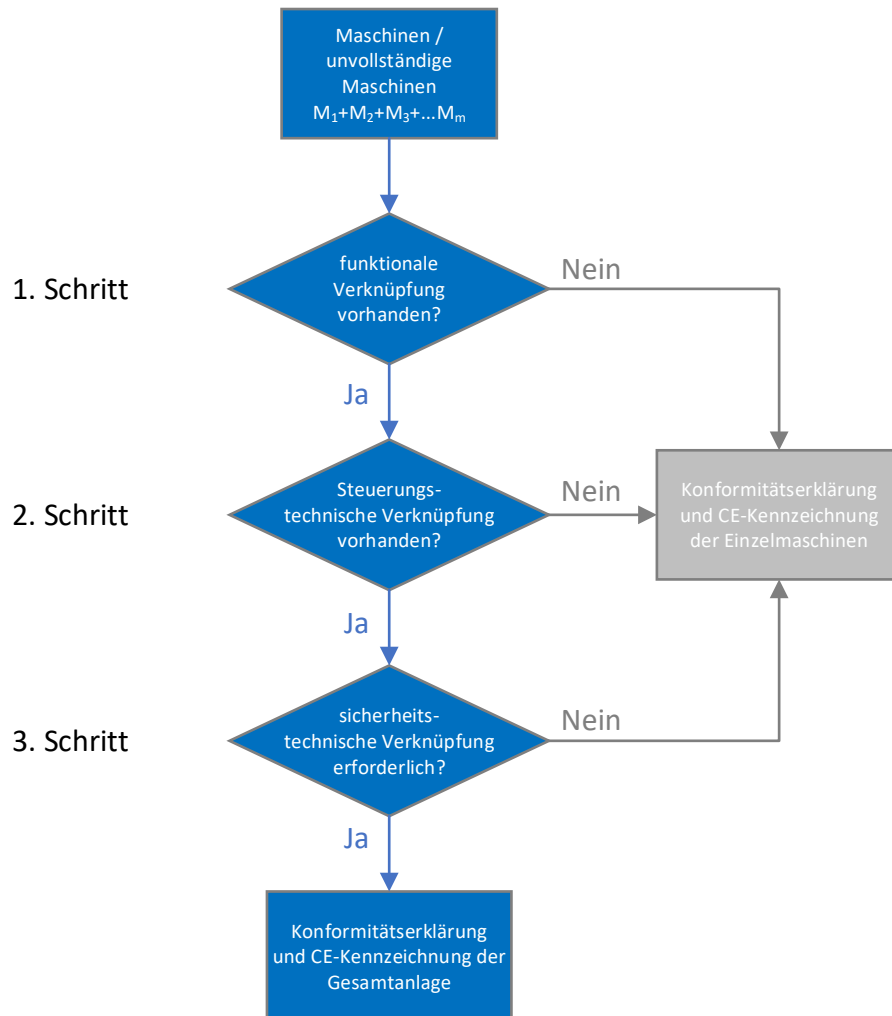 Maschinen /
unvollständige
Maschinen
M₁+M₂+M₃+...Mₘ
1. Schritt
funktionale
Verknüpfung
vorhanden?
Nein
Ja
2. Schritt
Steuerungs-
technische Verknüpfung
vorhanden?
Nein
Konformitätserklärung
und CE-Kennzeichnung
der Einzelmaschinen
Ja
3. Schritt
sicherheits-
technische Verknüpfung
erforderlich?
Nein
Ja
Konformitätserklärung
und CE-Kennzeichnung der
Gesamtanlage